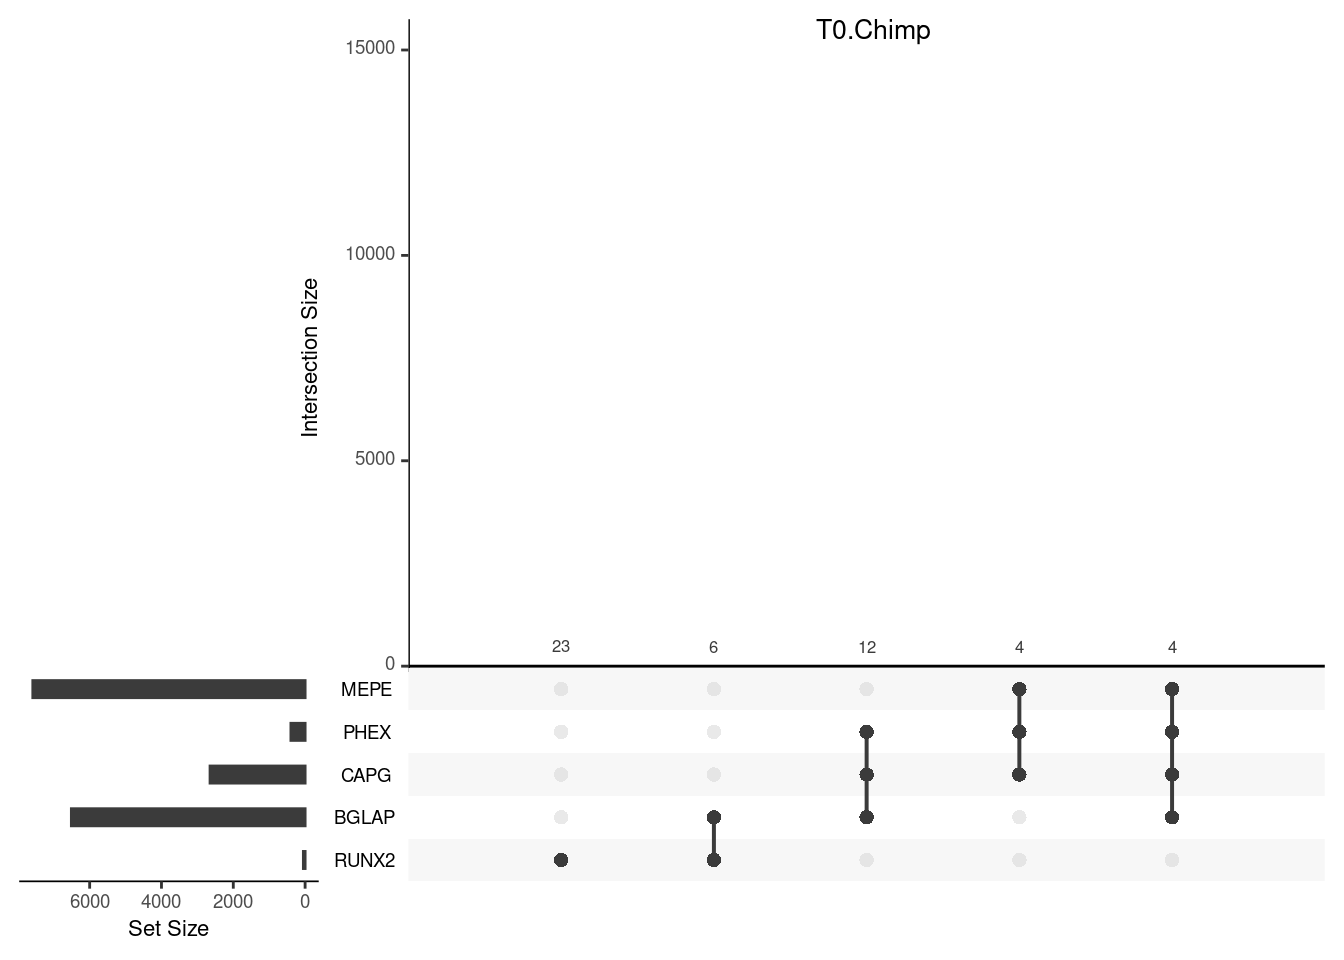 T0.Chimp
15000
10000
5000
0
Intersection Size
23 6 12 4 4
MEPE
PHEX
CAPG
BGLAP
RUNX2
6000 4000 2000 0
Set Size